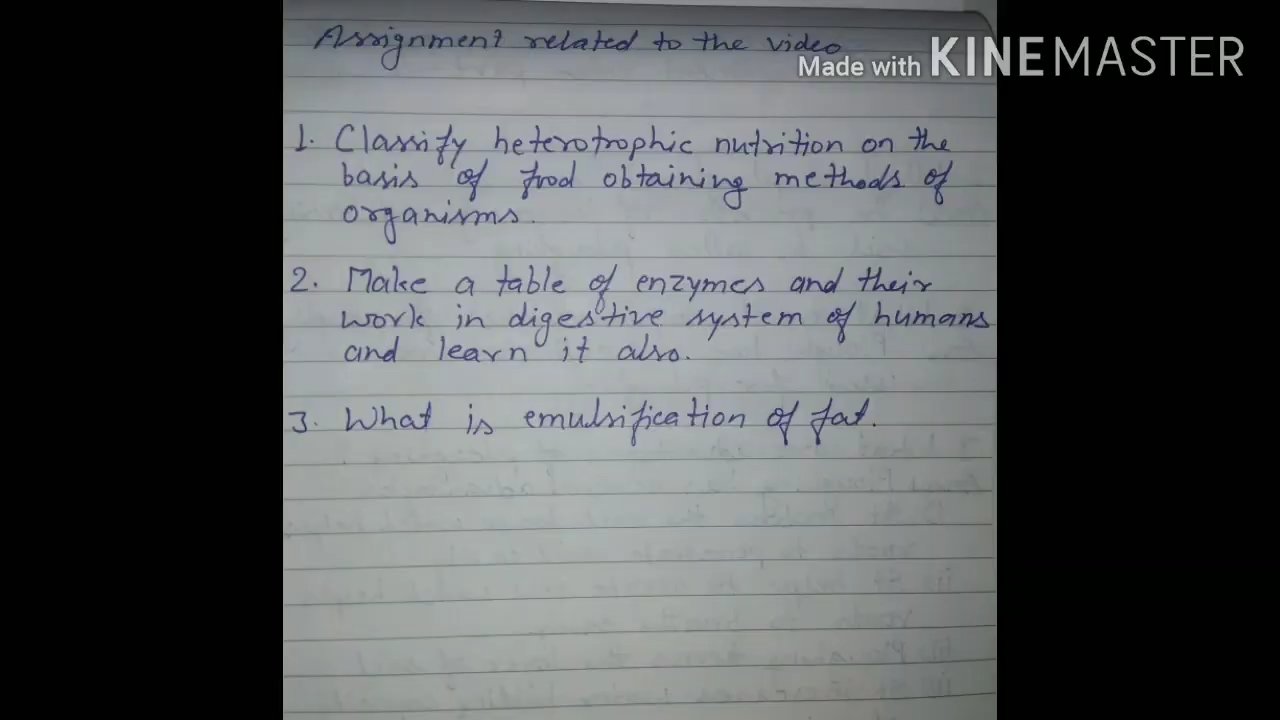 Assignment related to the video
Made with KINEMASTER
1. Classify heterotrophic nutrition on the
basis of food obtaining methods of
organisms.
2. Make a table of enzymes and their
work in digestive system of humans
and learn it also.
3. What is emulsification of fat.